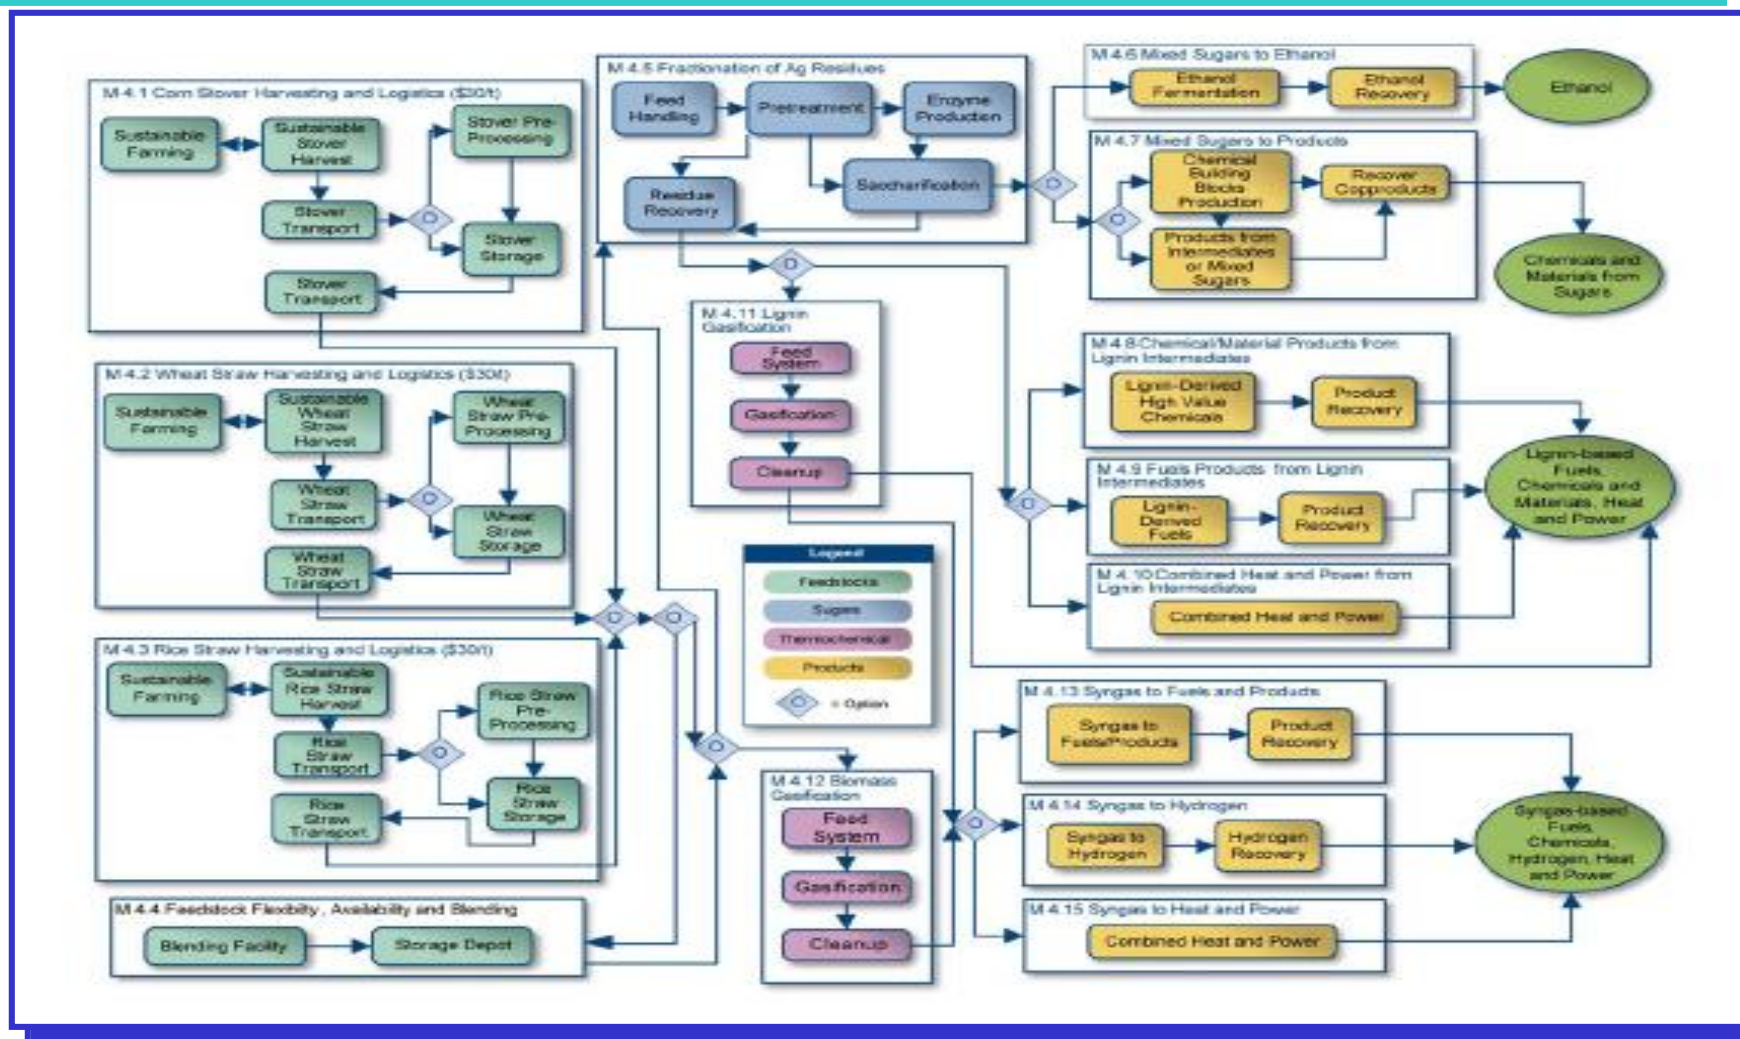 M 4.1 Corn Stover Harvesting and Logistics ($30/t)
Sustainable
Farming
Sustainable
Stover
Harvest
Stover Pre-
Processing
Stover
Transport
Stover
Storage
Stover
Transport
M 4.2 Wheat Straw Harvesting and Logistics ($30/t)
Sustainable
Farming
Sustainable
Wheat
Straw
Harvest
Wheat
Straw Pre-
Processing
Wheat
Straw
Transport
Wheat
Straw
Storage
Wheat
Straw
Transport
M 4.3 Rice Straw Harvesting and Logistics ($30/t)
Sustainable
Farming
Sustainable
Rice Straw
Harvest
Rice Straw
Pre-
Processing
Rice
Straw
Transport
Rice
Straw
Storage
Rice
Straw
Transport
M 4.4 Feedstock Flexibility, Availability and Blending
Blending Facility
Storage Depot
M 4.5 Fractionation of Ag Residues
Feed
Handling
Pretreatment
Enzyme
Production
Residue
Recovery
Saccharification
M 4.11 Lignin
Gasification
Feed
System
Gasification
Cleanup
Legend
Feedstocks
Sugars
Thermochemical
Products
= Option
M 4.12 Biomass
Gasification
Feed
System
Gasification
Cleanup
M 4.6 Mixed Sugars to Ethanol
Ethanol
Fermentation
Ethanol
Recovery
Ethanol
M 4.7 Mixed Sugars to Products
Chemical
Building
Blocks
Production
Recover
Copproducts
Products from
Intermediates
or Mixed
Sugars
Chemicals and
Materials from
Sugars
M 4.8 Chemical/Material Products from
Lignin Intermediates
Lignin-Derived
High Value
Chemicals
Product
Recovery
M 4.9 Fuels Products from Lignin
Intermediates
Lignin-
Derived
Fuels
Product
Recovery
Lignin-based
Fuels,
Chemicals and
Materials, Heat
and Power
M 4.10 Combined Heat and Power from
Lignin Intermediates
Combined Heat and Power
M 4.13 Syngas to Fuels and Products
Syngas to
Fuels/Products
Product
Recovery
M 4.14 Syngas to Hydrogen
Syngas to
Hydrogen
Hydrogen
Recovery
Syngas-based
Fuels,
Chemicals,
Hydrogen, Heat
and Power
M 4.15 Syngas to Heat and Power
Combined Heat and Power